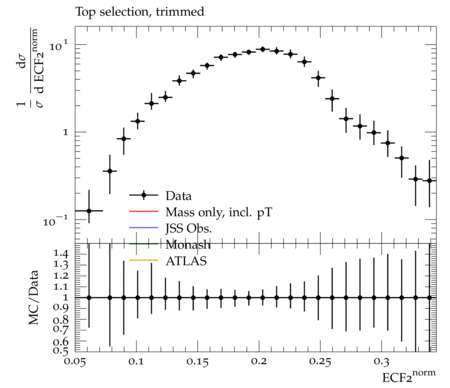 Top selection, trimmed
1/σ dσ/d ECF2^norm
10^1
1
10^−1
Data
Mass only, incl. pT
JSS Obs.
Monash
ATLAS
MC/Data
1.4
1.3
1.2
1.1
1
0.9
0.8
0.7
0.6
0.5
0.05 0.1 0.15 0.2 0.25 0.3
ECF2^norm